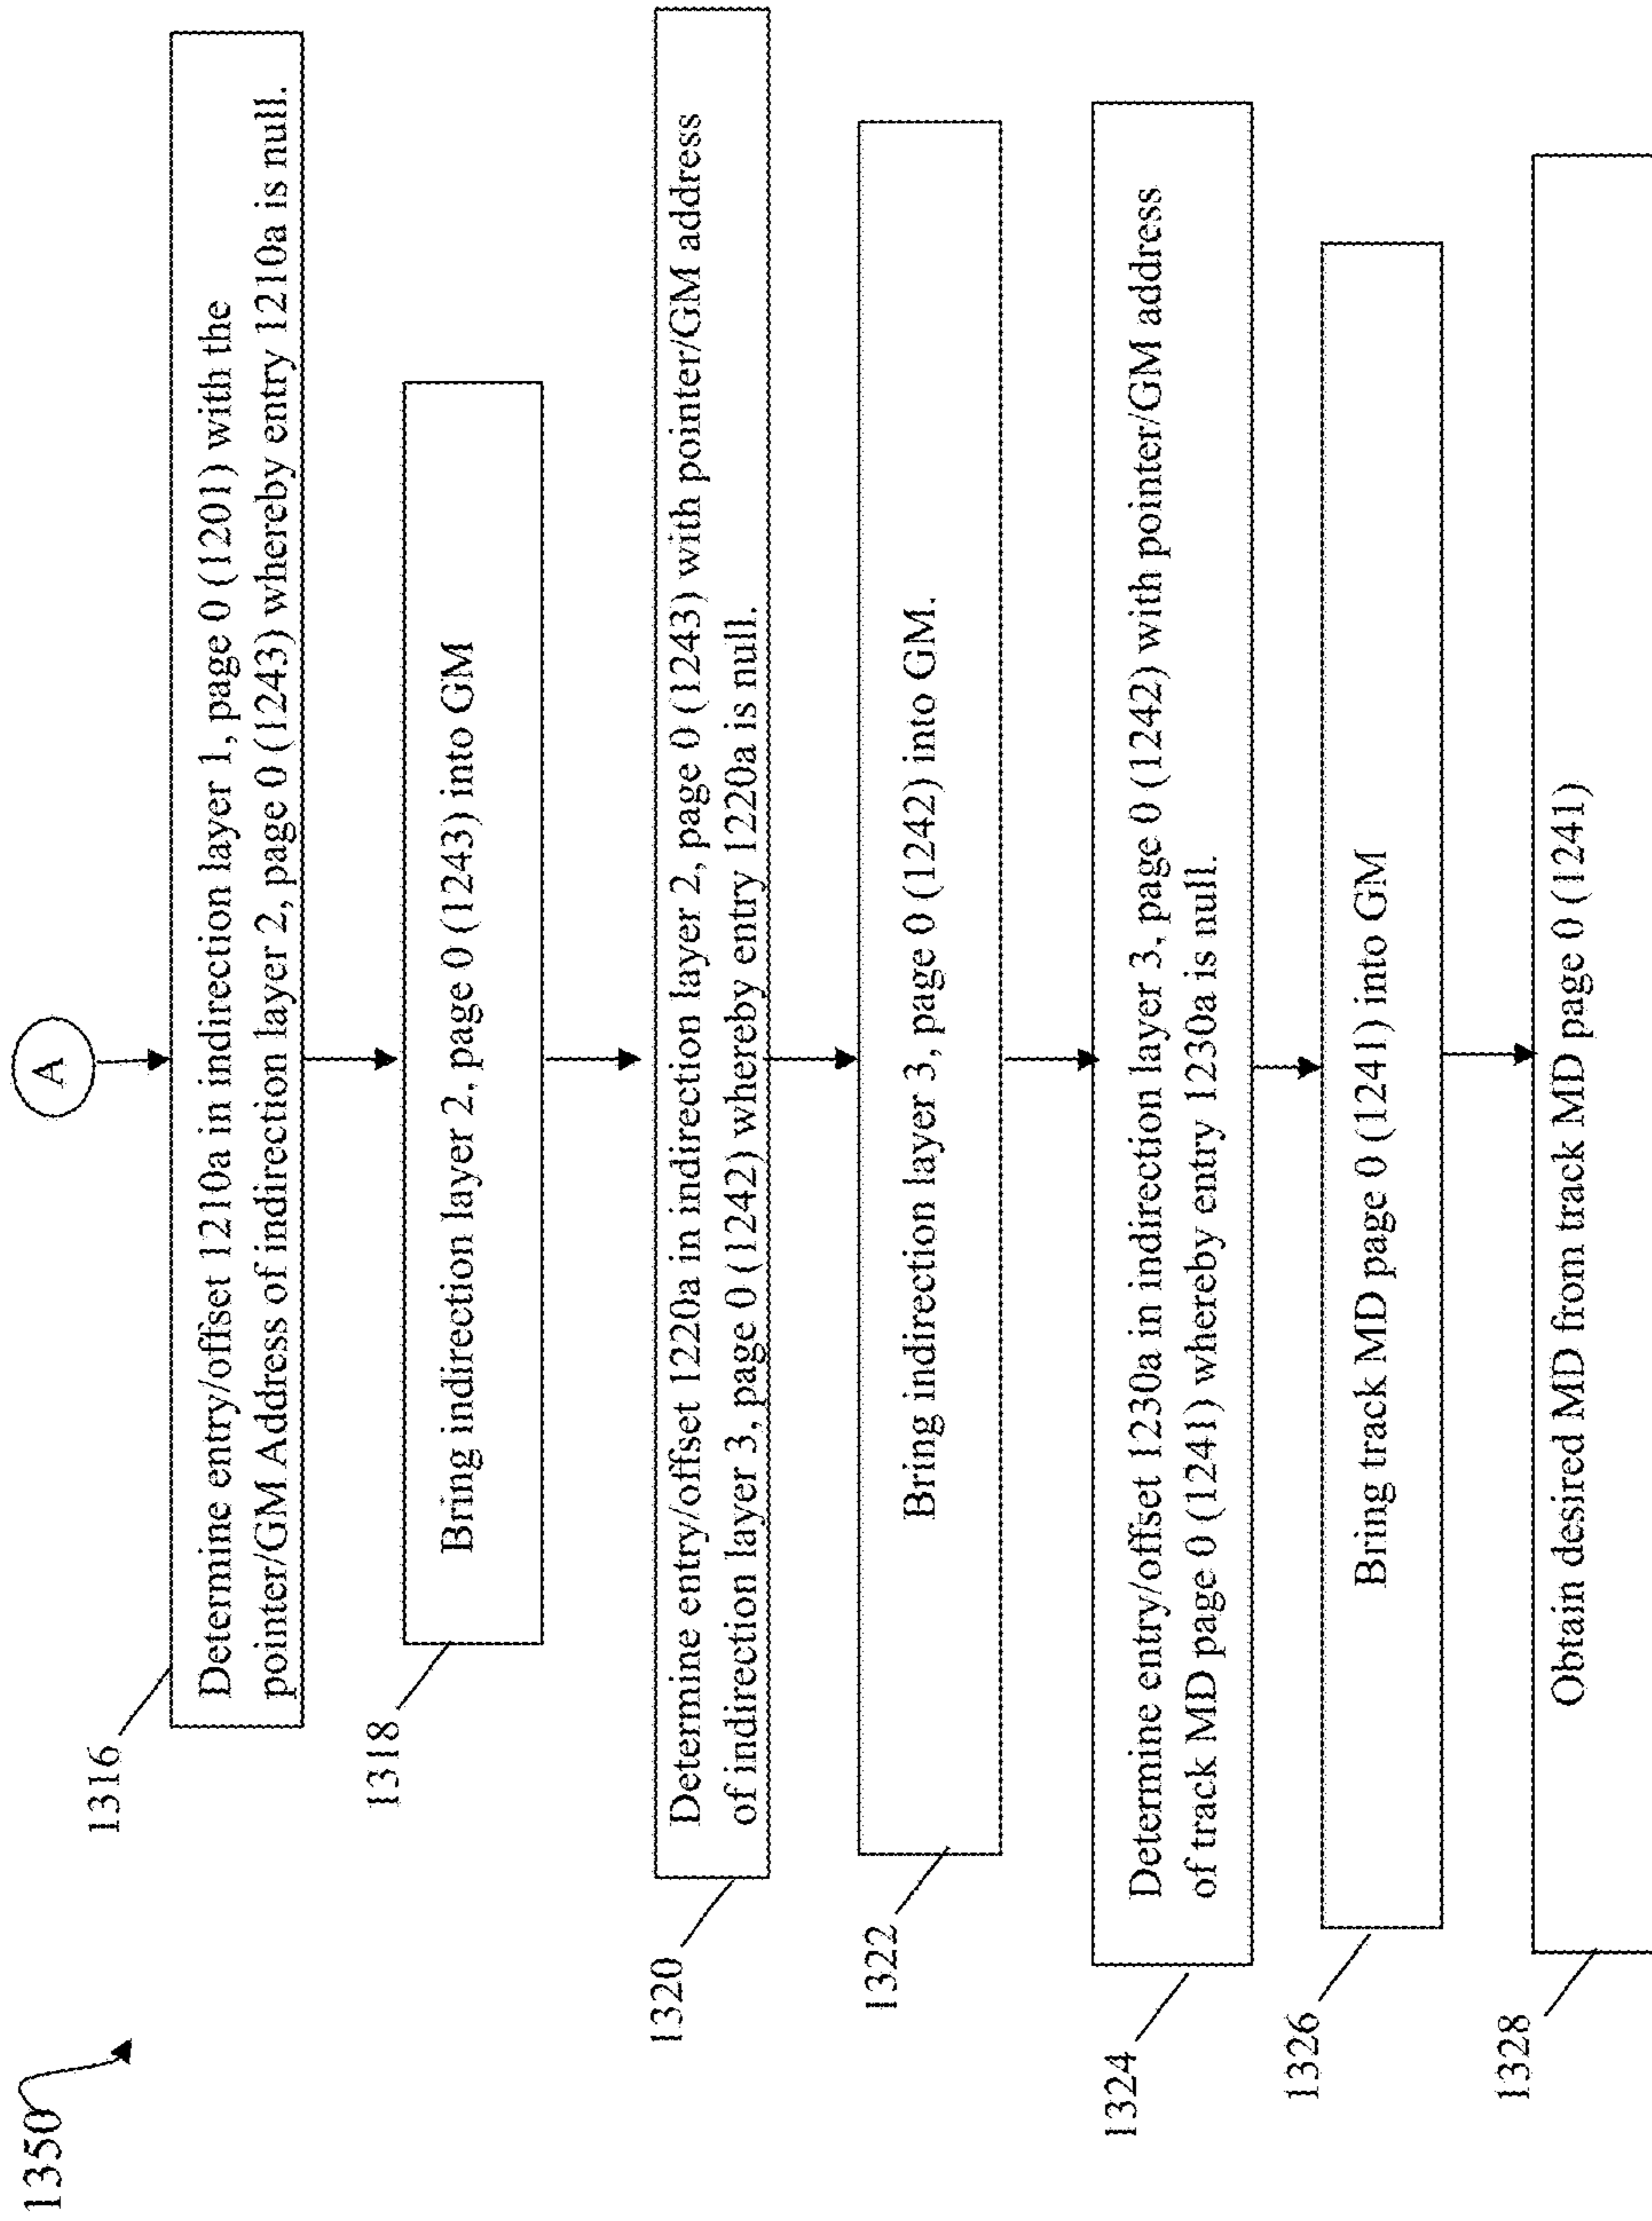 1350
A
1316
Determine entry/offset 1210a in indirection layer 1, page 0 (1201) with the
pointer/GM Address of indirection layer 2, page 0 (1243) whereby entry 1210a is null.
1318
Bring indirection layer 2, page 0 (1243) into GM
1320
Determine entry/offset 1220a in indirection layer 2, page 0 (1243) with pointer/GM address
of indirection layer 3, page 0 (1242) whereby entry 1220a is null.
1322
Bring indirection layer 3, page 0 (1242) into GM.
1324
Determine entry/offset 1230a in indirection layer 3, page 0 (1242) with pointer/GM address
of track MD page 0 (1241) whereby entry 1230a is null.
1326
Bring track MD page 0 (1241) into GM
1328
Obtain desired MD from track MD page 0 (1241)